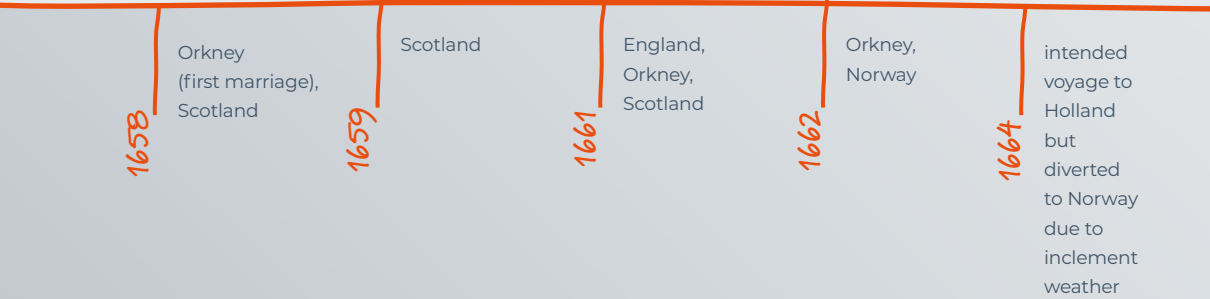 1658
Orkney
(first marriage),
Scotland
1659
Scotland
1661
England,
Orkney,
Scotland
1662
Orkney,
Norway
1664
intended
voyage to
Holland
but
diverted
to Norway
due to
inclement
weather